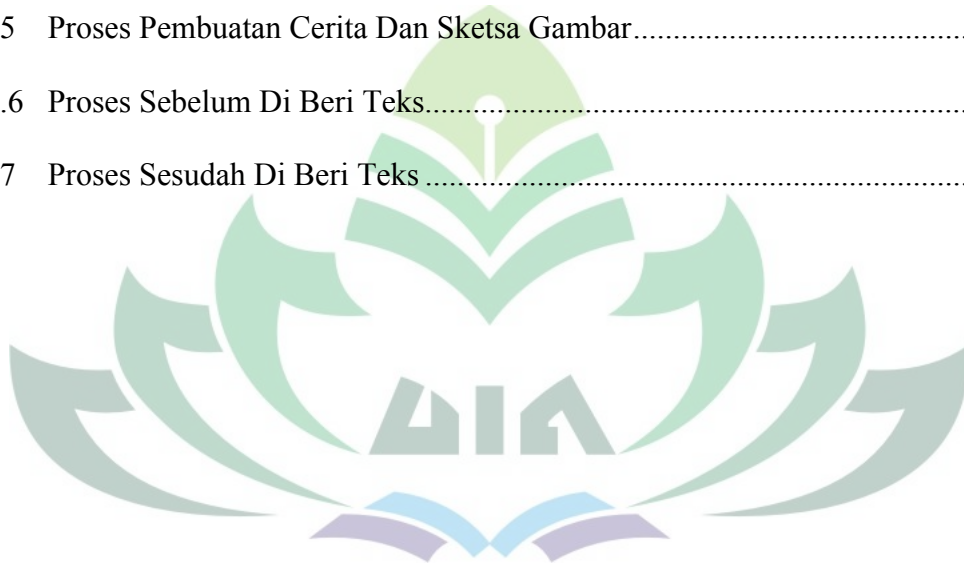 5 Proses Pembuatan Cerita Dan Sketsa Gambar........................................
.6 Proses Sebelum Di Beri Teks....................................................................
7 Proses Sesudah Di Beri Teks ....................................................................
UIN